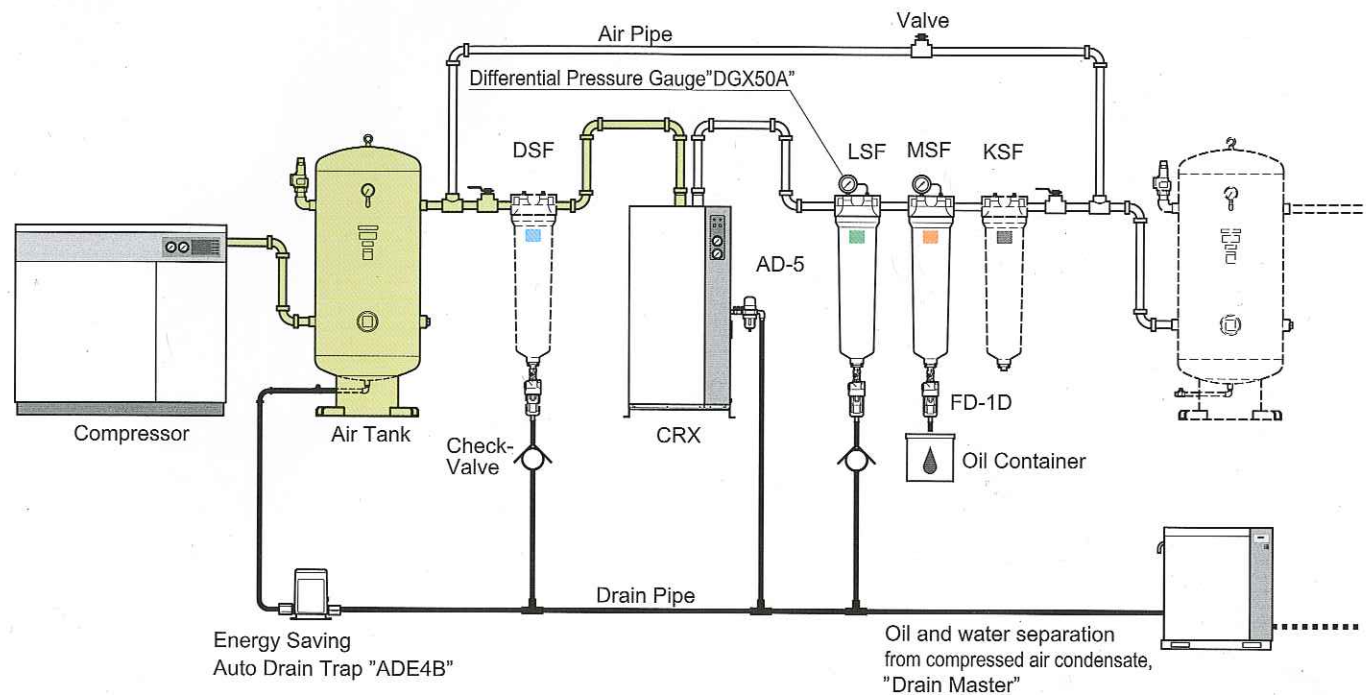 Valve
Air Pipe
Differential Pressure Gauge"DGX50A"
DSF
LSF
MSF
KSF
AD-5
Compressor
Air Tank
CRX
FD-1D
Check-
Valve
Oil Container
Drain Pipe
Energy Saving
Auto Drain Trap "ADE4B"
Oil and water separation
from compressed air condensate,
"Drain Master"